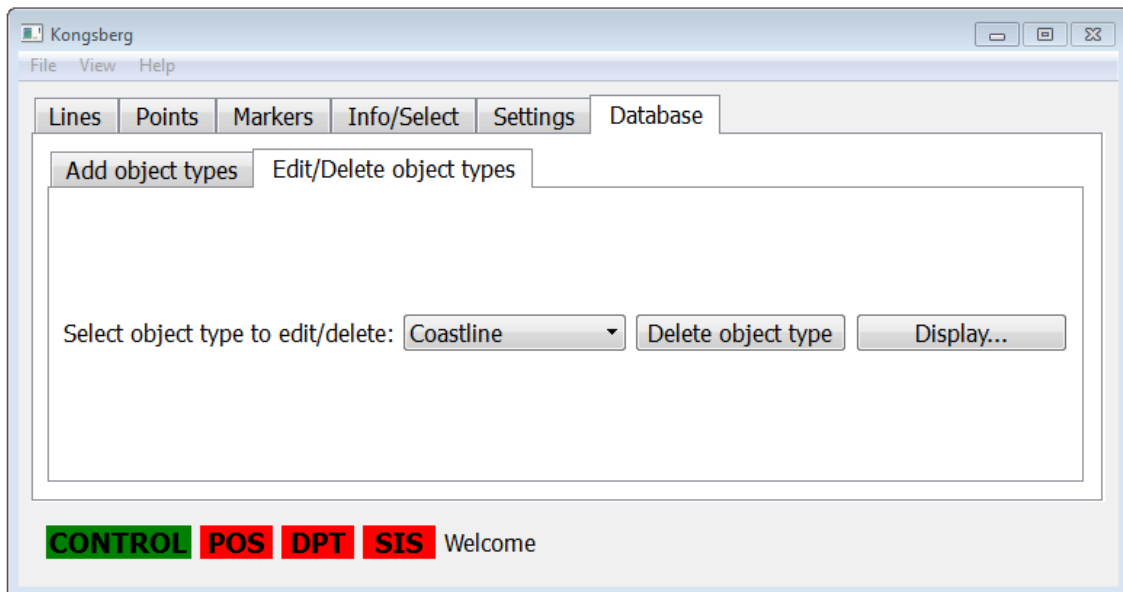 Kongsberg
File View Help
Lines Points Markers Info/Select Settings Database
Add object types Edit/Delete object types
Select object type to edit/delete: Coastline Delete object type Display...
CONTROL POS DPT SIS Welcome